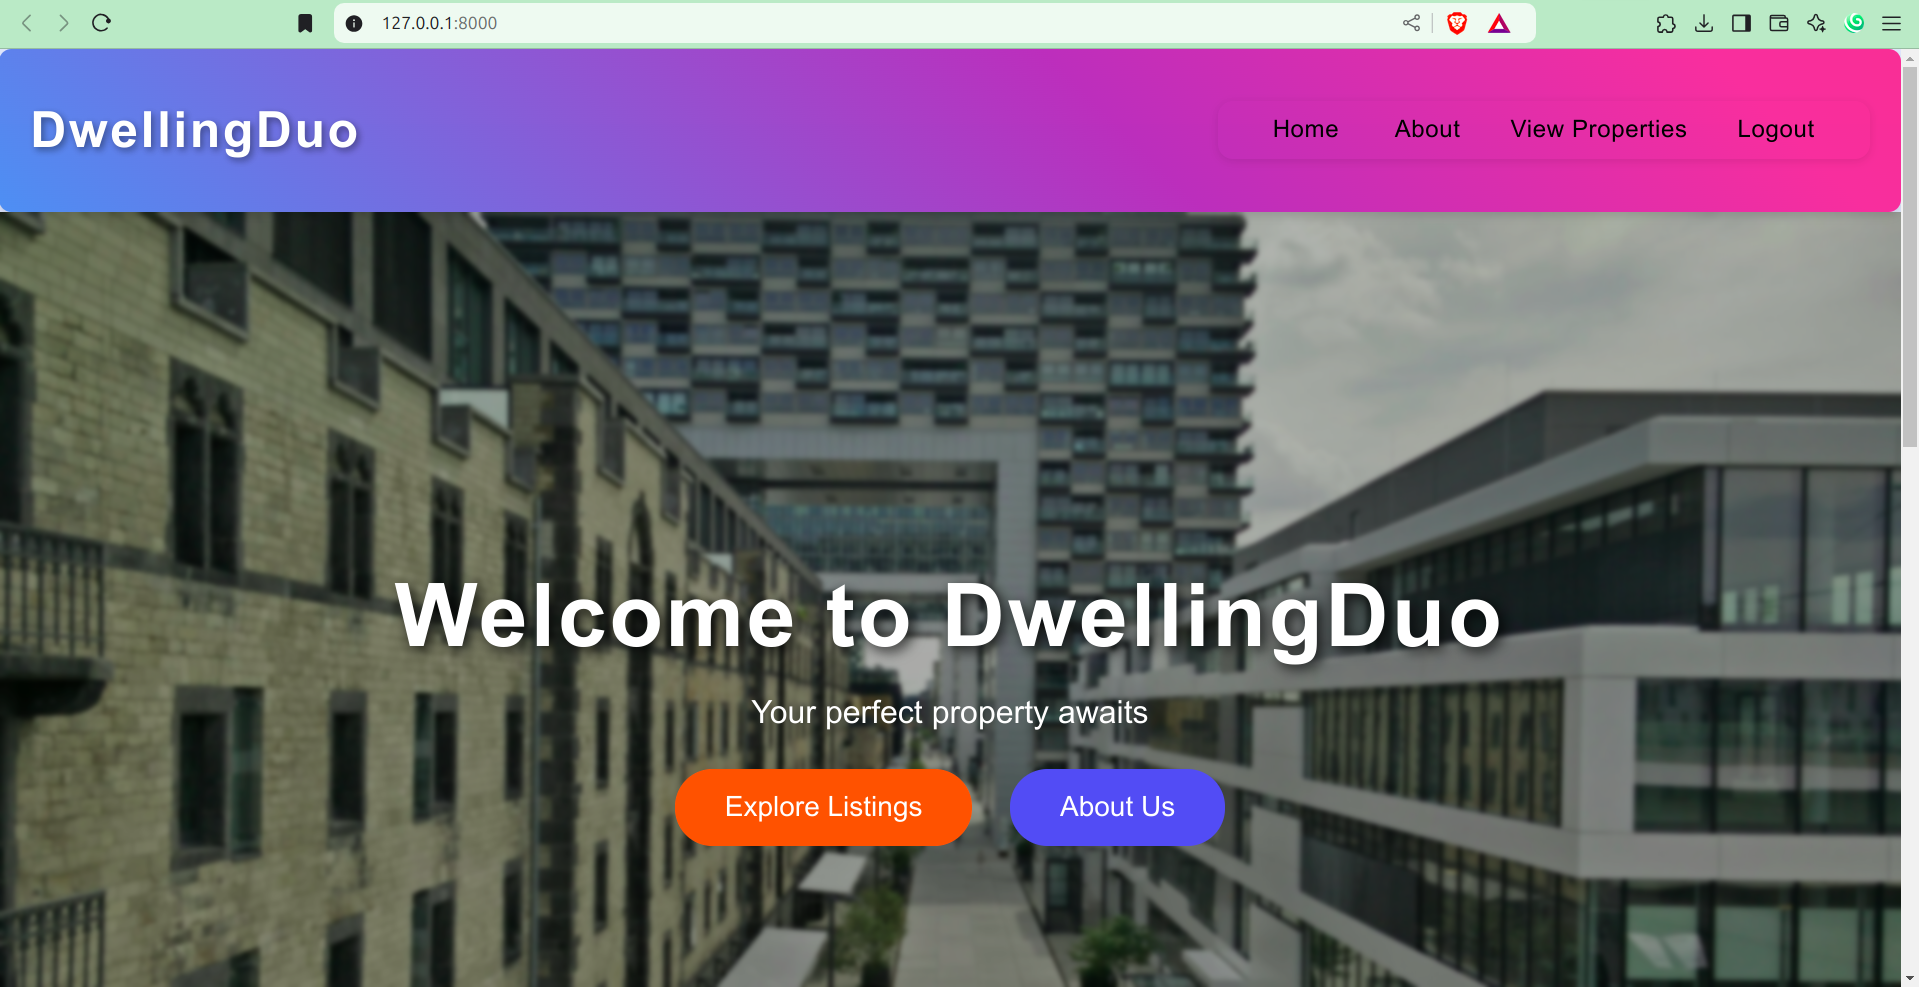 127.0.0.1:8000
DwellingDuo
Home About View Properties Logout
Welcome to DwellingDuo
Your perfect property awaits
Explore Listings About Us